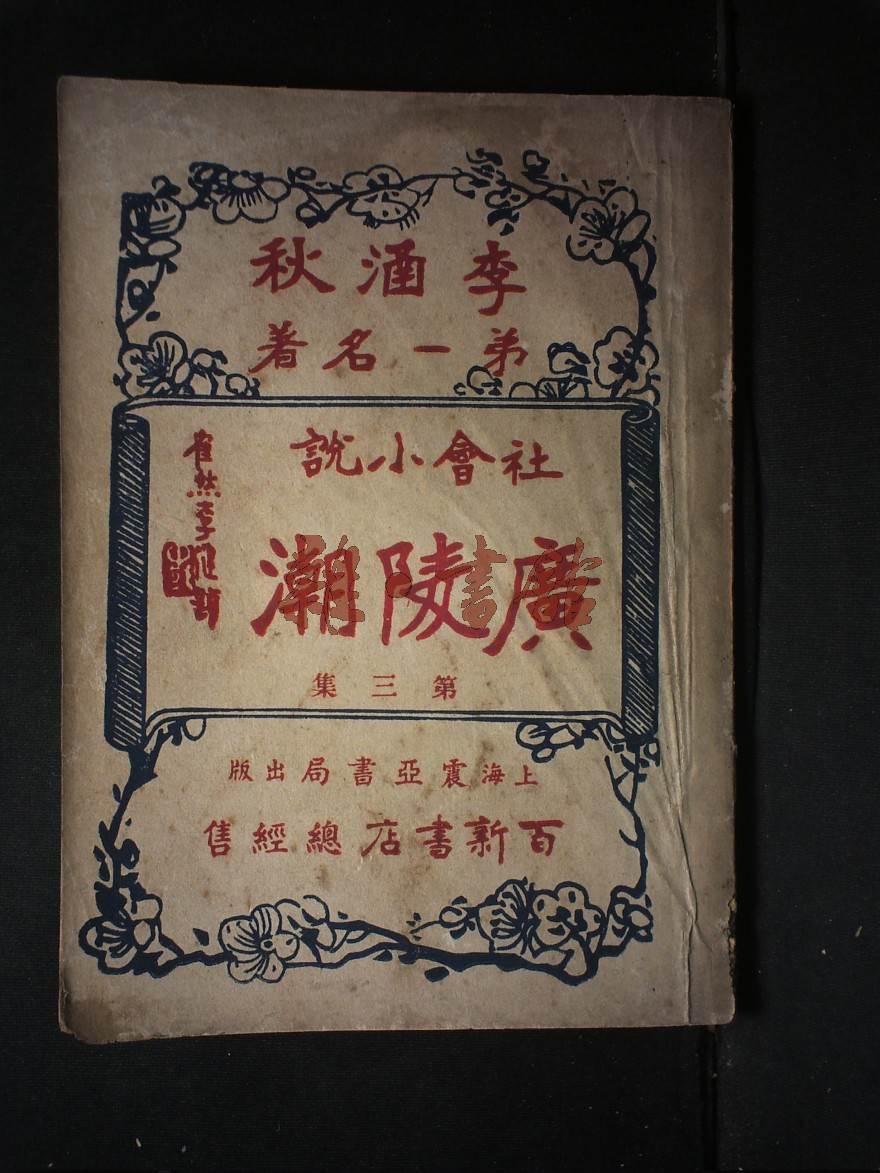 李涵秋
弟一名著
社會小說
廣陵潮
第三集
上海震亞書局出版
百新書店總經售